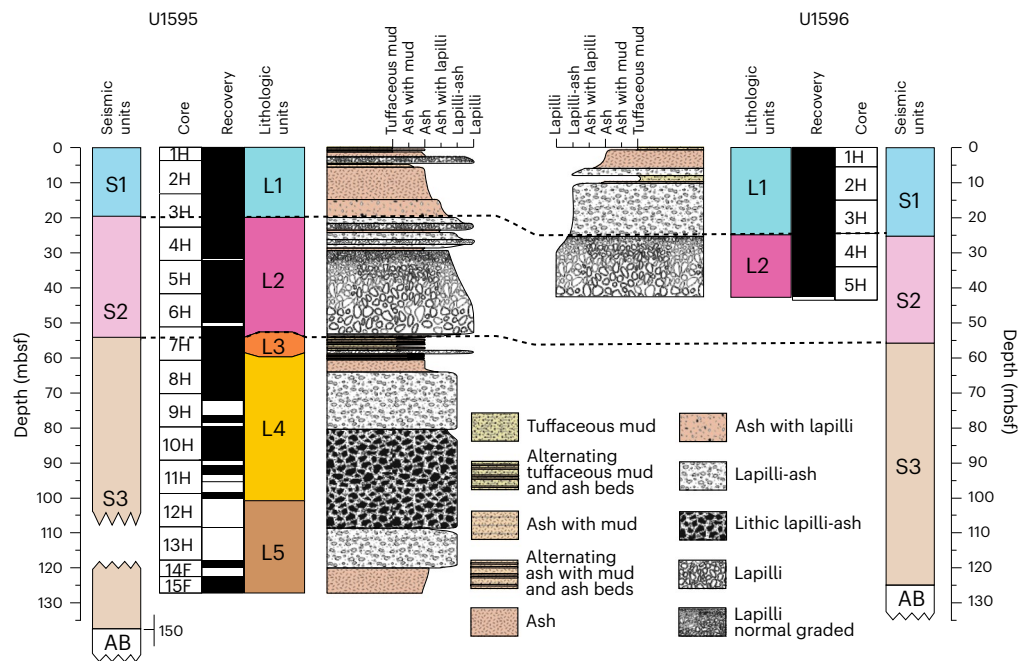 U1595
U1596
Seismic
units
Core
Recovery
Lithologic
units
Tuffaceous mud
Ash with mud
Ash
Ash with lapilli
Lapilli-ash
Lapilli
Lapilli
Lapilli-ash
Ash with lapilli
Ash
Ash with mud
Tuffaceous mud
Lithologic
units
Recovery
Core
Seismic
units
Depth (mbsf)
0
10
20
30
40
50
60
70
80
90
100
110
120
130
150
S1
S2
S3
AB
1H
2H
3H
4H
5H
6H
7H
8H
9H
10H
11H
12H
13H
14F
15F
L1
L2
L3
L4
L5
Tuffaceous mud
Alternating
tuffaceous mud
and ash beds
Ash with mud
Alternating
ash with mud
and ash beds
Ash
Ash with lapilli
Lapilli-ash
Lithic lapilli-ash
Lapilli
Lapilli
normal graded
L1
L2
1H
2H
3H
4H
5H
S1
S2
S3
AB
0
10
20
30
40
50
60
70
80
90
100
110
120
130
Depth (mbsf)